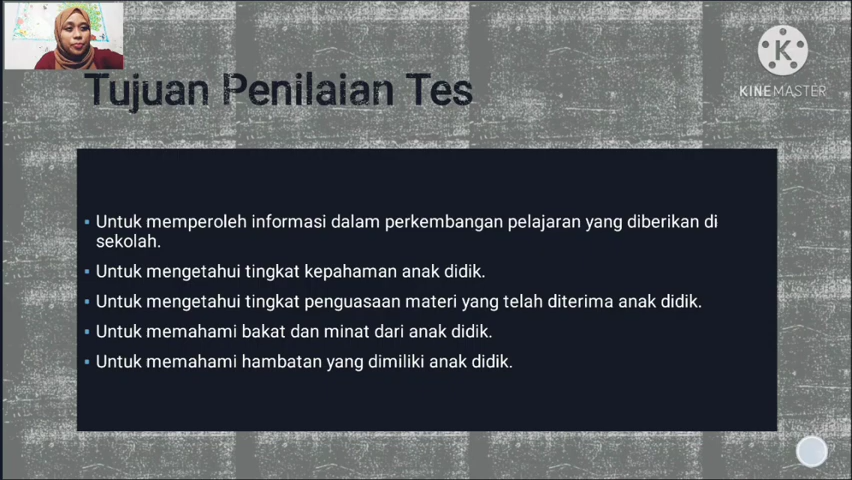 Tujuan Penilaian Tes
K
KINEMASTER
▪ Untuk memperoleh informasi dalam perkembangan pelajaran yang diberikan di
sekolah.
▪ Untuk mengetahui tingkat kepahaman anak didik.
▪ Untuk mengetahui tingkat penguasaan materi yang telah diterima anak didik.
▪ Untuk memahami bakat dan minat dari anak didik.
▪ Untuk memahami hambatan yang dimiliki anak didik.